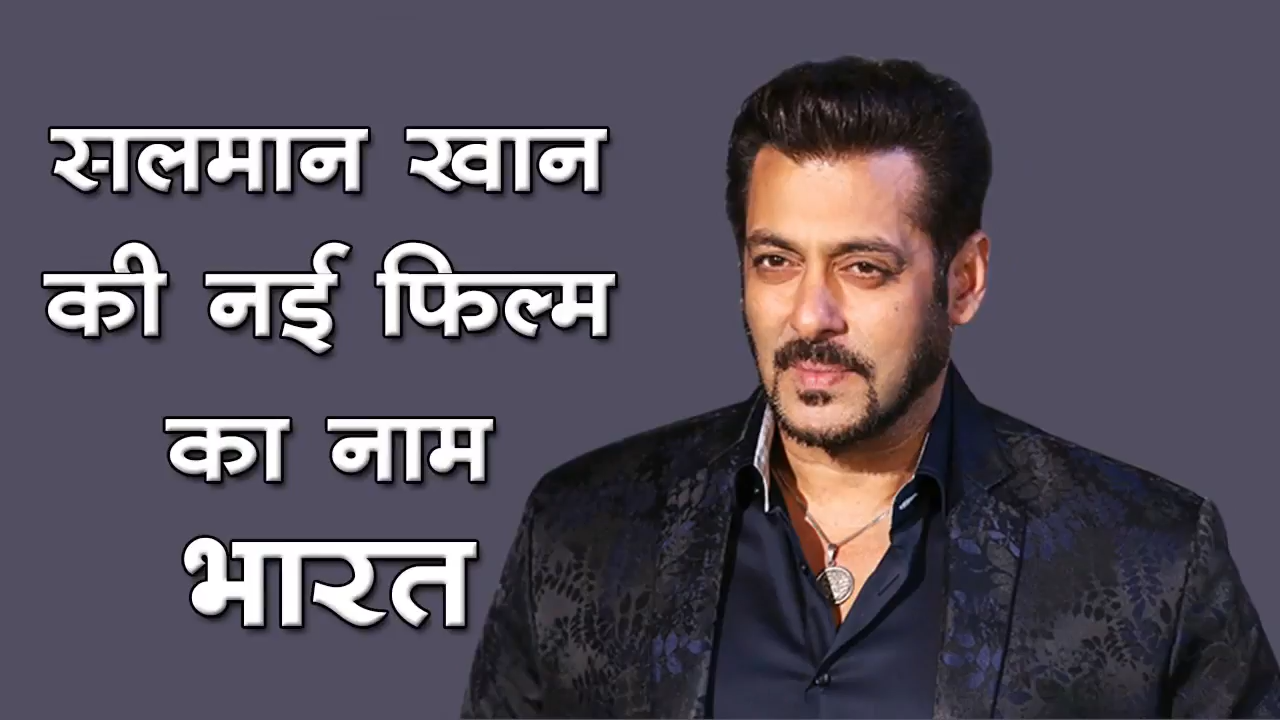 सलमान खान
की नई फिल्म
का नाम
भारत